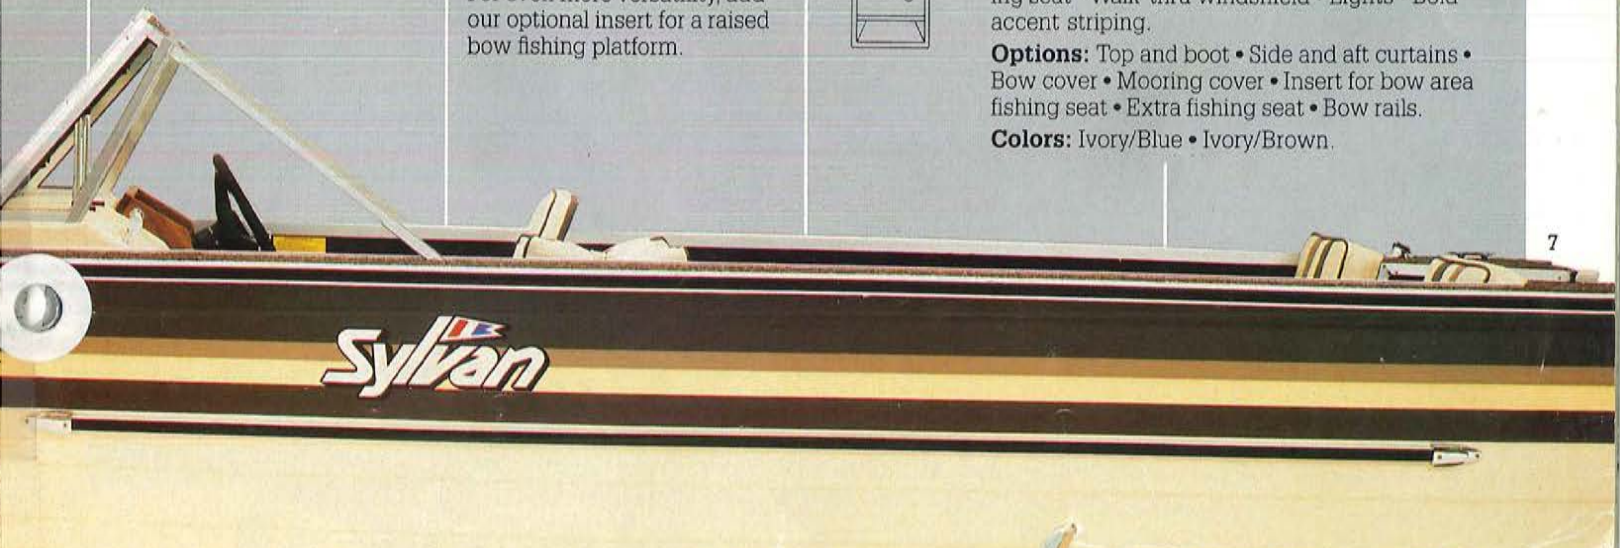 our optional insert for a raised
bow fishing platform.
accent striping.
Options: Top and boot • Side and aft curtains •
Bow cover • Mooring cover • Insert for bow area
fishing seat • Extra fishing seat • Bow rails.
Colors: Ivory/Blue • Ivory/Brown.
7
Sylvan